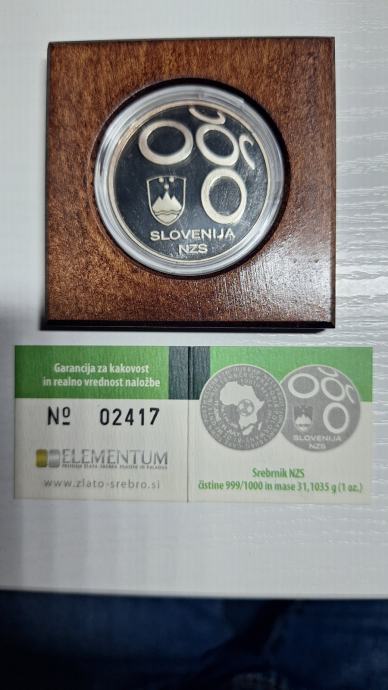 SLOVENIJA
NZS
Garancija za kakovost
in realno vrednost naložbe
Nº 02417
ELEMENTUM
www.zlato-srebro.si
SLOVENIJA
NZS
Srebrnik NZS
čistine 999/1000 in mase 31,1035 g (1 oz.)